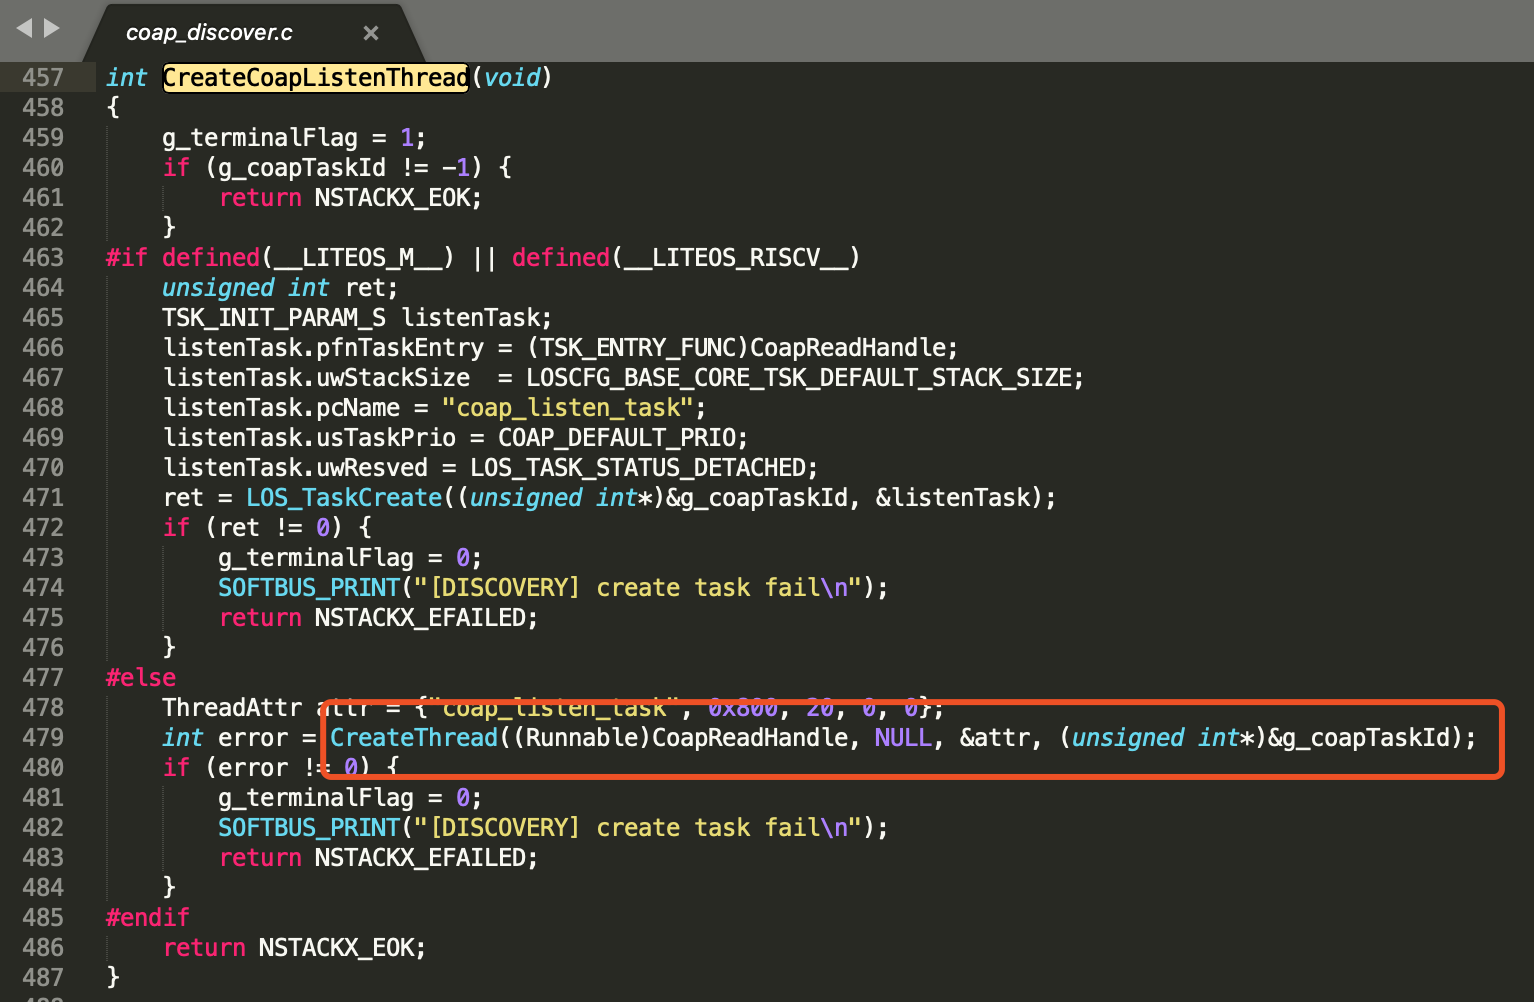 coap_discover.c ×
457 int CreateCoapListenThread(void)
458 {
459     g_terminalFlag = 1;
460     if (g_coapTaskId != -1) {
461         return NSTACKX_EOK;
462     }
463 #if defined(__LITEOS_M__) || defined(__LITEOS_RISCV__)
464     unsigned int ret;
465     TSK_INIT_PARAM_S listenTask;
466     listenTask.pfnTaskEntry = (TSK_ENTRY_FUNC)CoapReadHandle;
467     listenTask.uwStackSize  = LOSCFG_BASE_CORE_TSK_DEFAULT_STACK_SIZE;
468     listenTask.pcName = "coap_listen_task";
469     listenTask.usTaskPrio = COAP_DEFAULT_PRIO;
470     listenTask.uwResved = LOS_TASK_STATUS_DETACHED;
471     ret = LOS_TaskCreate((unsigned int*)&g_coapTaskId, &listenTask);
472     if (ret != 0) {
473         g_terminalFlag = 0;
474         SOFTBUS_PRINT("[DISCOVERY] create task fail\n");
475         return NSTACKX_EFAILED;
476     }
477 #else
478     ThreadAttr attr = {"coap_listen_task", 0x800, 20, 0, 0};
479     int error = CreateThread((Runnable)CoapReadHandle, NULL, &attr, (unsigned int*)&g_coapTaskId);
480     if (error != 0) {
481         g_terminalFlag = 0;
482         SOFTBUS_PRINT("[DISCOVERY] create task fail\n");
483         return NSTACKX_EFAILED;
484     }
485 #endif
486     return NSTACKX_EOK;
487 }